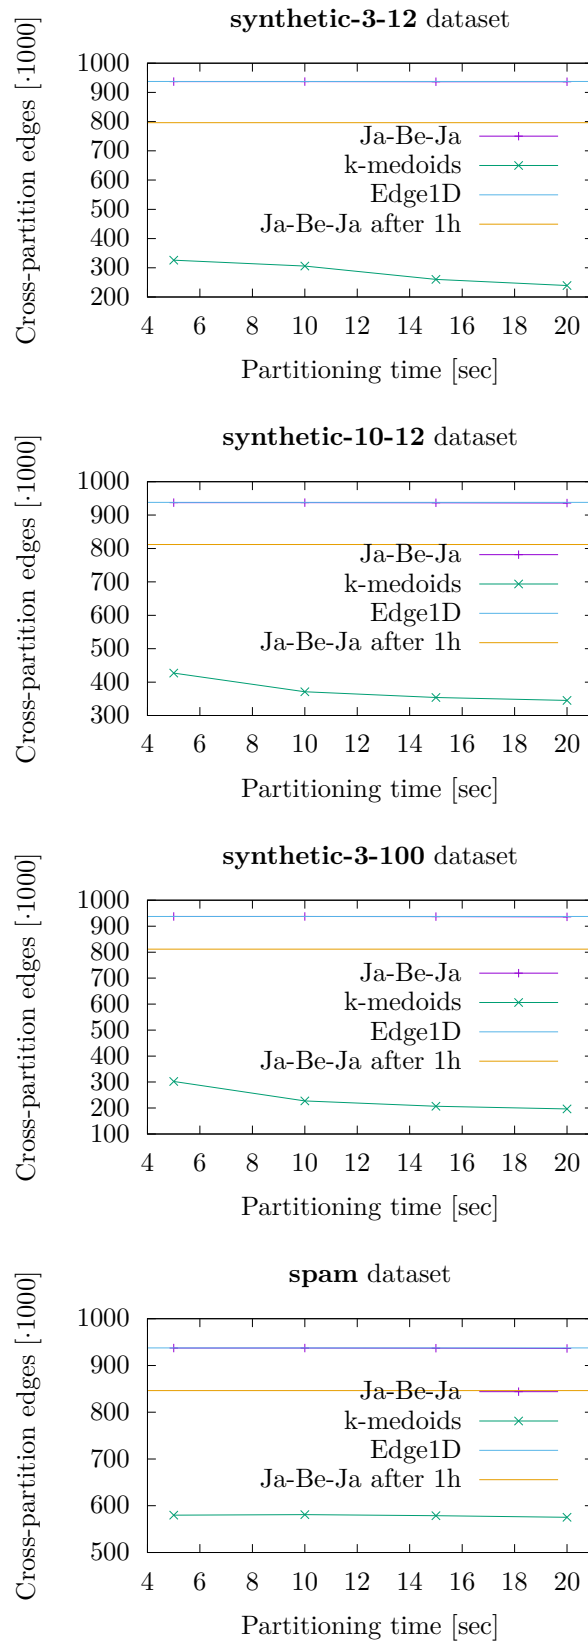 synthetic-3-12 dataset
Cross-partition edges [·1000]
1000
900
800
700
600
500
400
300
200
Ja-Be-Ja
k-medoids
Edge1D
Ja-Be-Ja after 1h
4 6 8 10 12 14 16 18 20
Partitioning time [sec]
synthetic-10-12 dataset
Cross-partition edges [·1000]
1000
900
800
700
600
500
400
300
Ja-Be-Ja
k-medoids
Edge1D
Ja-Be-Ja after 1h
4 6 8 10 12 14 16 18 20
Partitioning time [sec]
synthetic-3-100 dataset
Cross-partition edges [·1000]
1000
900
800
700
600
500
400
300
200
100
Ja-Be-Ja
k-medoids
Edge1D
Ja-Be-Ja after 1h
4 6 8 10 12 14 16 18 20
Partitioning time [sec]
spam dataset
Cross-partition edges [·1000]
1000
900
800
700
600
500
Ja-Be-Ja
k-medoids
Edge1D
Ja-Be-Ja after 1h
4 6 8 10 12 14 16 18 20
Partitioning time [sec]